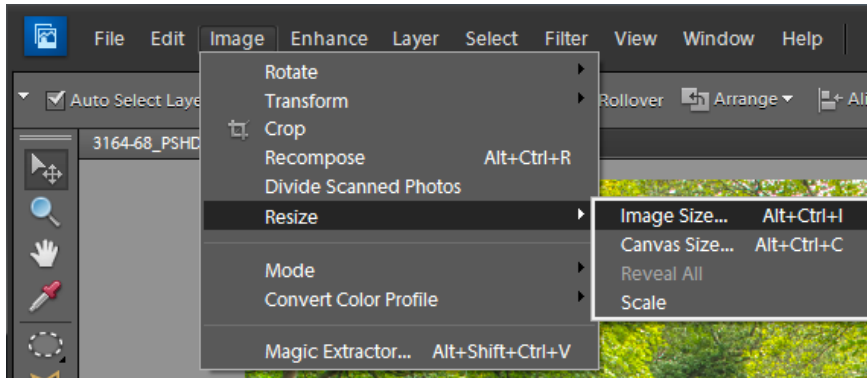 File Edit Image Enhance Layer Select Filter View Window Help
Auto Select Laye Rollover Arrange Ali
3164-68_PSHD
Rotate
Transform
Crop
Recompose Alt+Ctrl+R
Divide Scanned Photos
Resize
Mode
Convert Color Profile
Magic Extractor... Alt+Shift+Ctrl+V
Image Size... Alt+Ctrl+I
Canvas Size... Alt+Ctrl+C
Reveal All
Scale